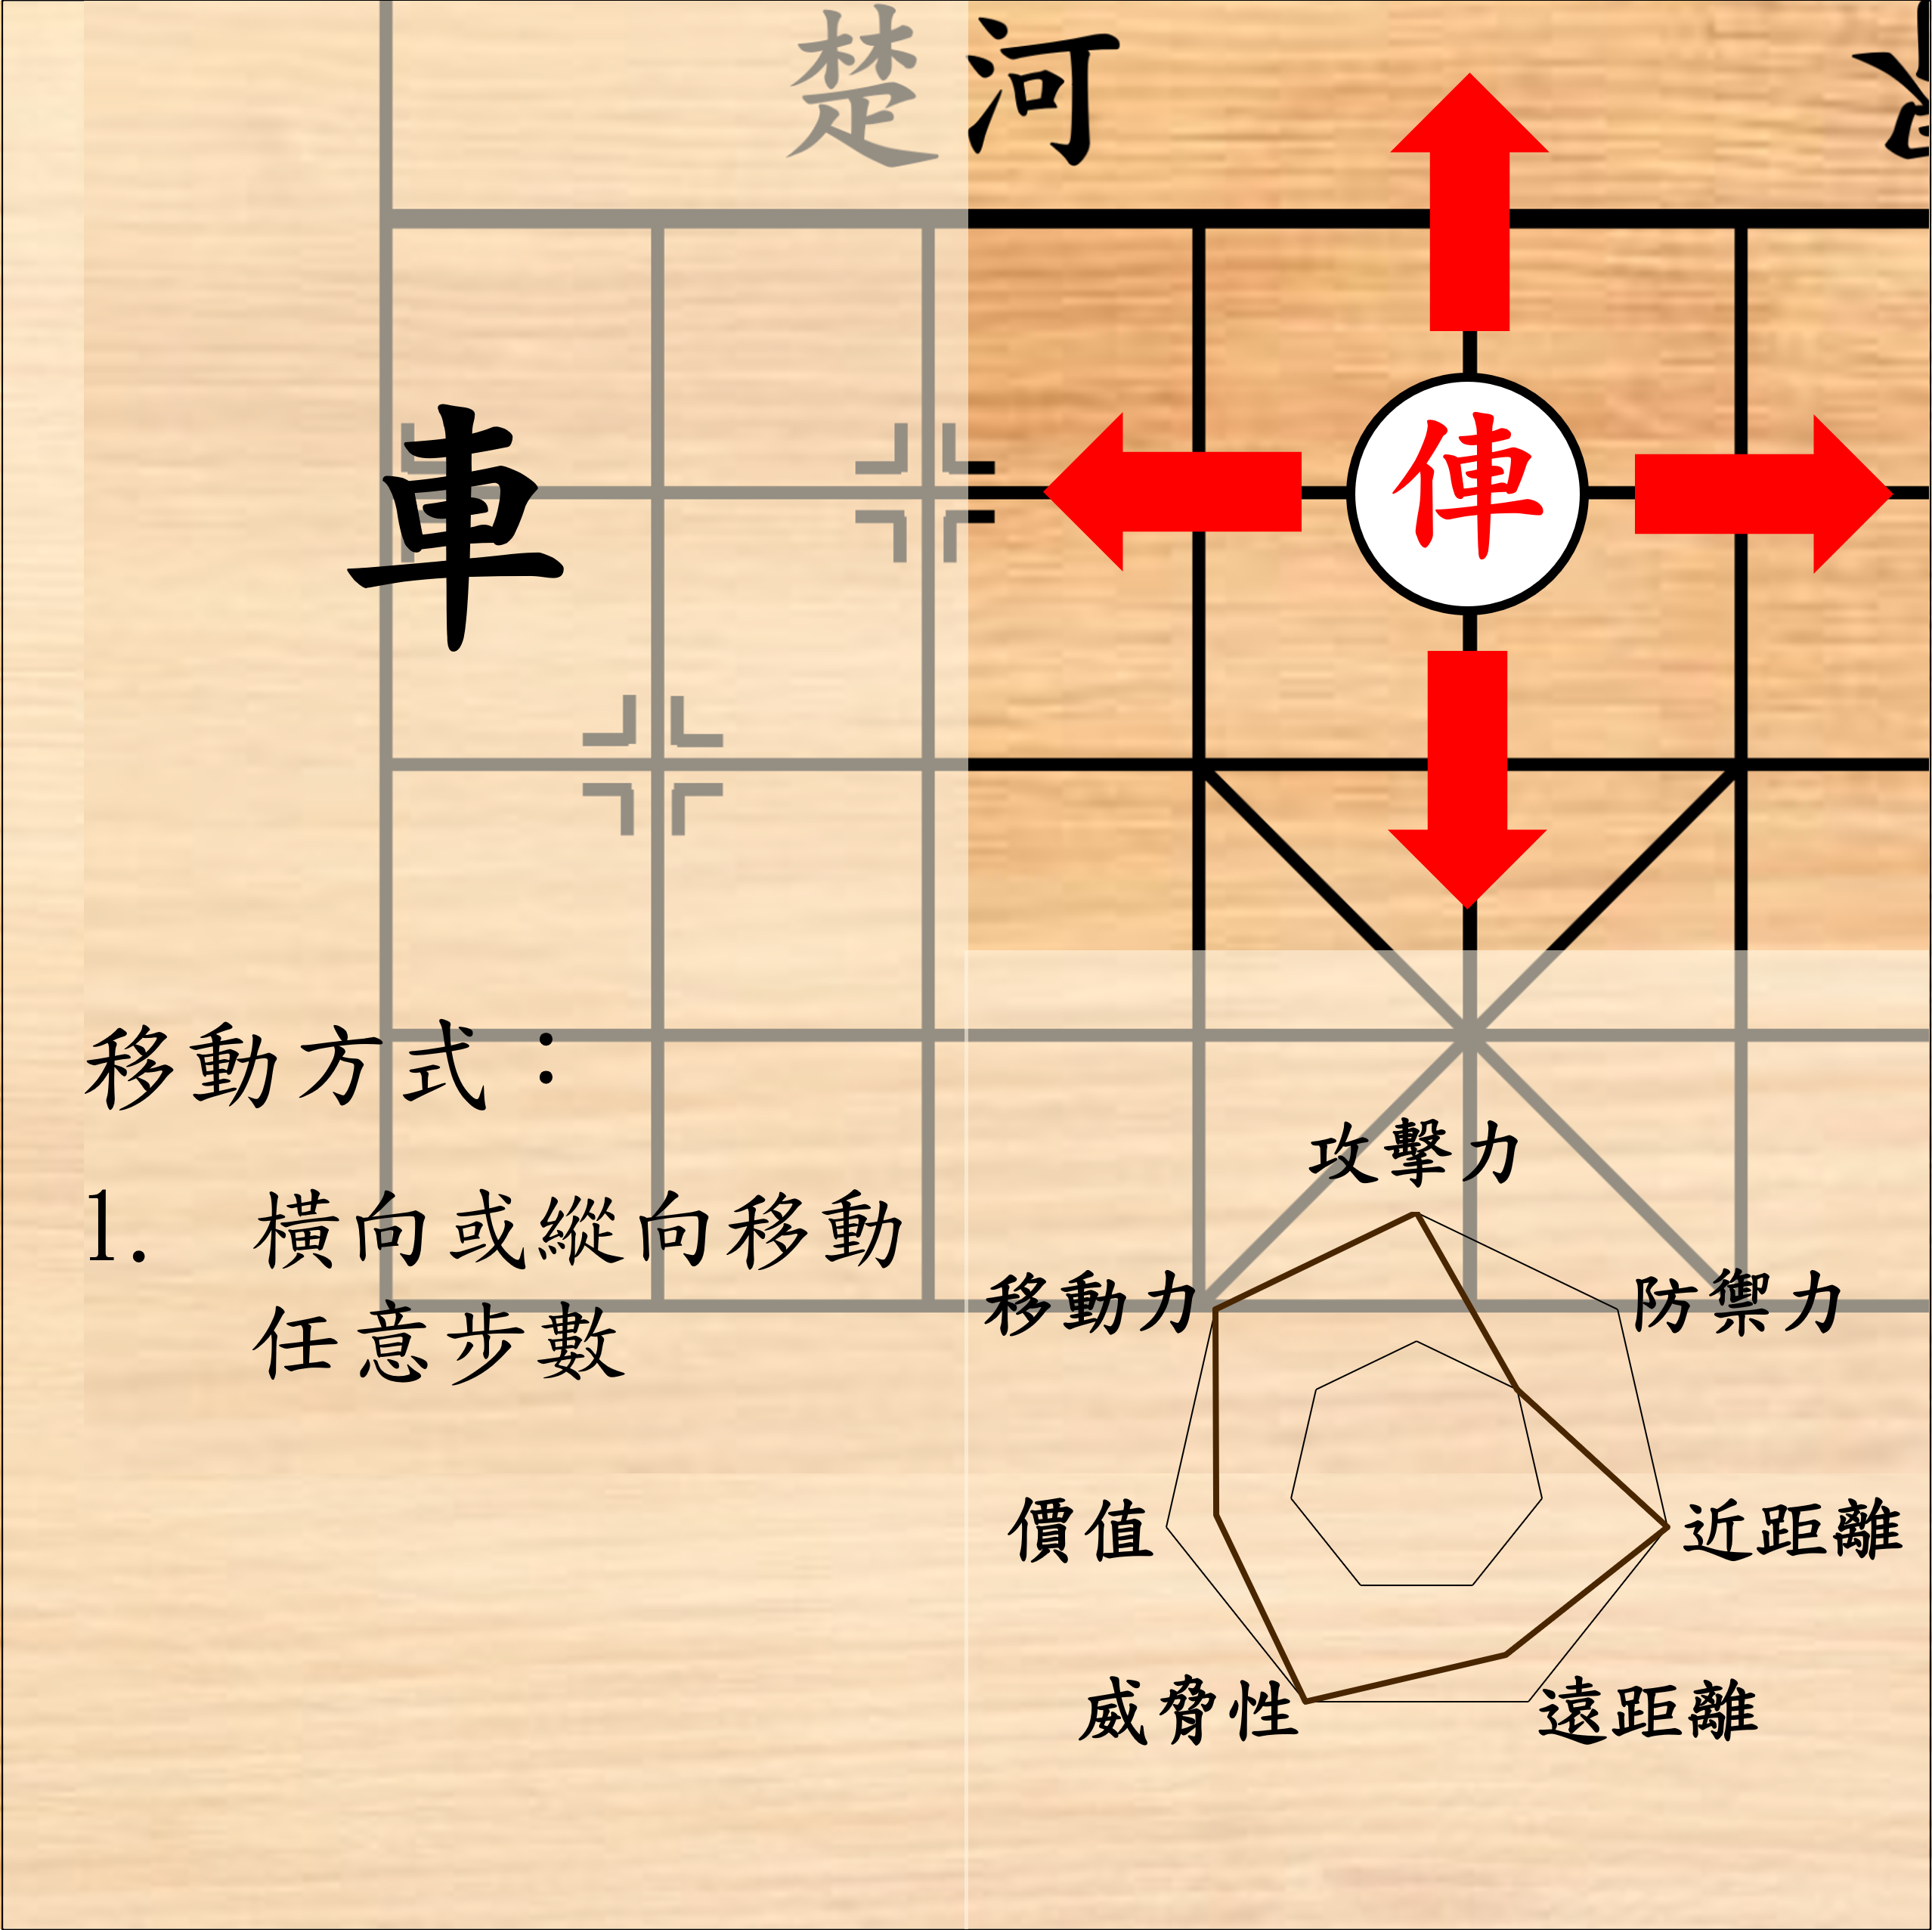 楚河
車
俥
移動方式：
1. 橫向或縱向移動
任意步數
攻擊力
移動力
防禦力
價值
近距離
威脅性
遠距離